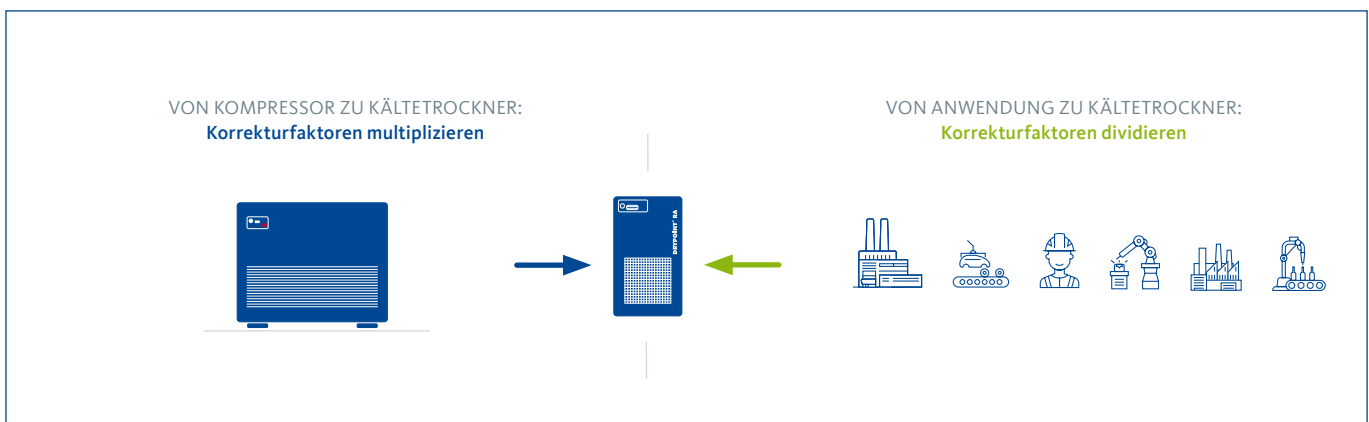 VON KOMPRESSOR ZU KÄLTETROCKNER:
Korrekturfaktoren multiplizieren
VON ANWENDUNG ZU KÄLTETROCKNER:
Korrekturfaktoren dividieren
DRYPOINT® RA